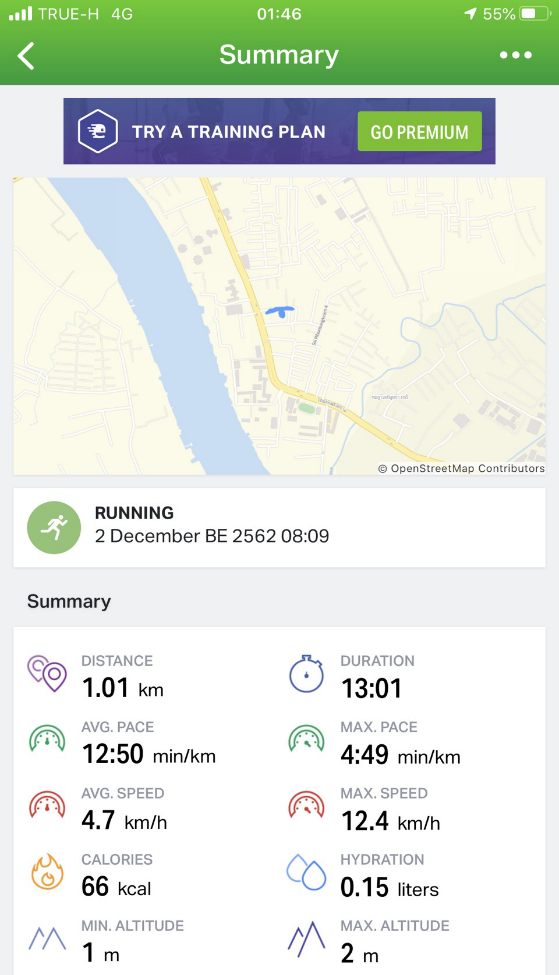 TRUE-H 4G 01:46 55%
Summary
TRY A TRAINING PLAN GO PREMIUM
© OpenStreetMap Contributors
RUNNING
2 December BE 2562 08:09
Summary
DISTANCE DURATION
1.01 km 13:01
AVG. PACE MAX. PACE
12:50 min/km 4:49 min/km
AVG. SPEED MAX. SPEED
4.7 km/h 12.4 km/h
CALORIES HYDRATION
66 kcal 0.15 liters
MIN. ALTITUDE MAX. ALTITUDE
1 m 2 m